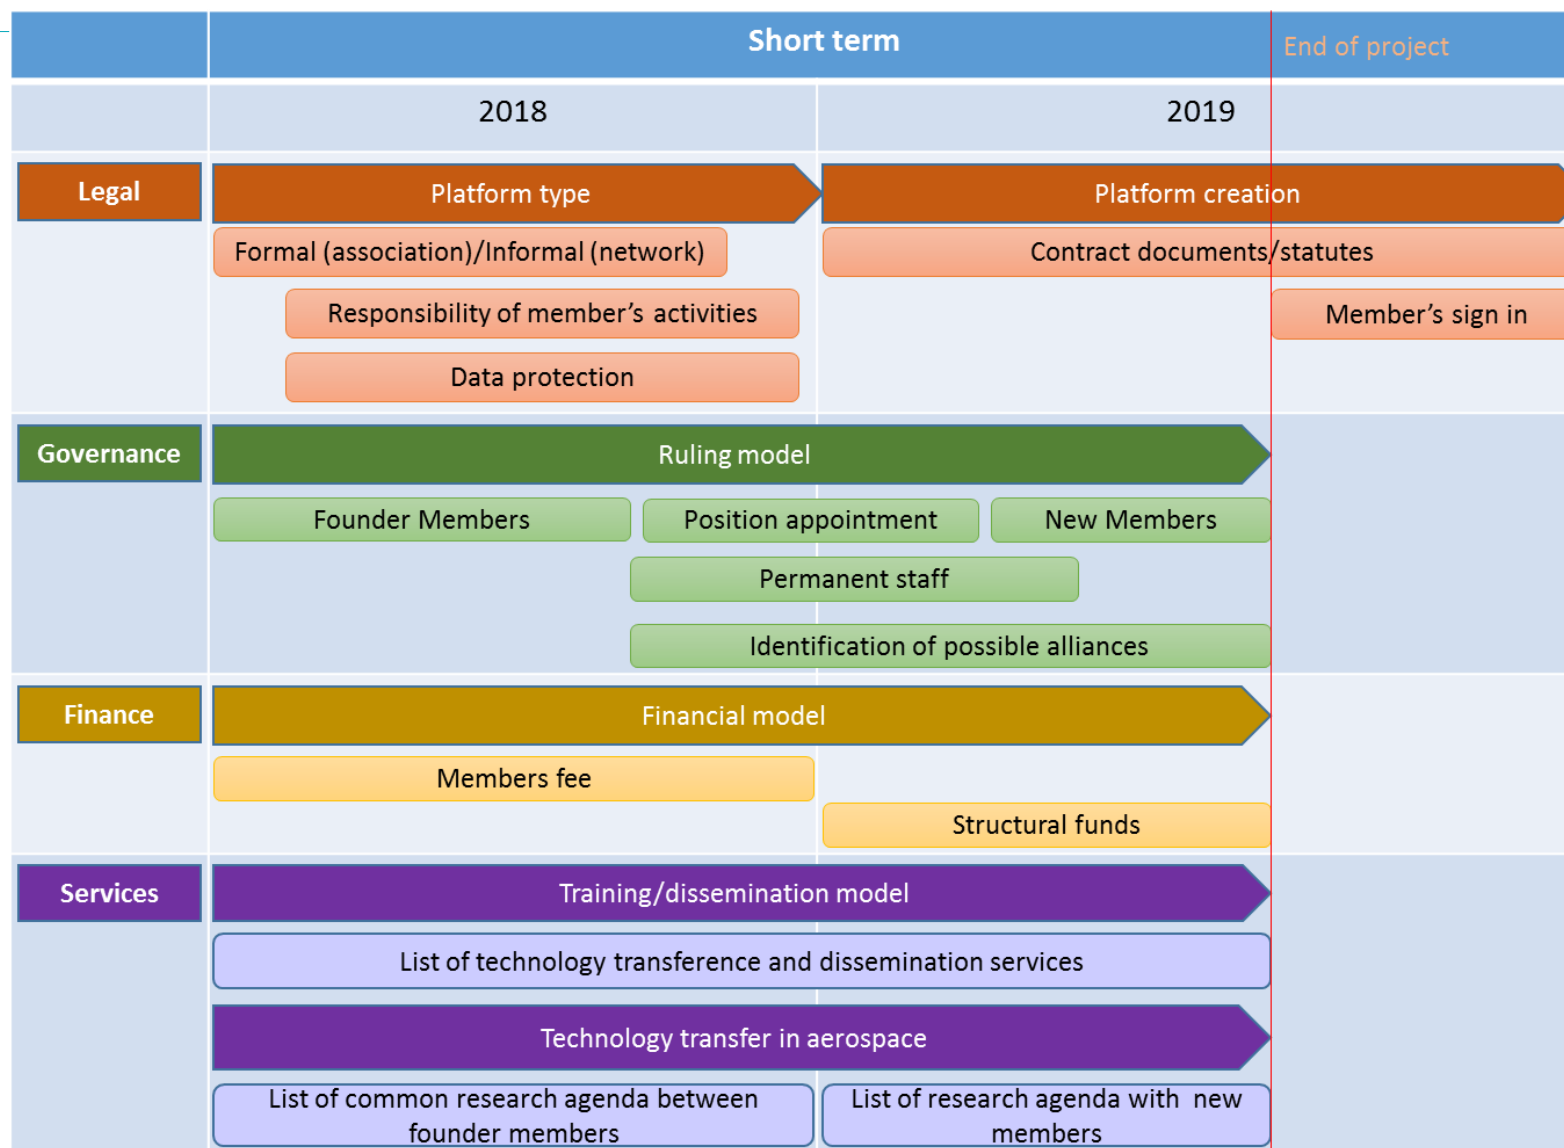 Short term
End of project
2018
2019
Legal
Platform type
Platform creation
Formal (association)/Informal (network)
Contract documents/statutes
Responsibility of member’s activities
Member’s sign in
Data protection
Governance
Ruling model
Founder Members
Position appointment
New Members
Permanent staff
Identification of possible alliances
Finance
Financial model
Members fee
Structural funds
Services
Training/dissemination model
List of technology transference and dissemination services
Technology transfer in aerospace
List of common research agenda between
founder members
List of research agenda with new
members